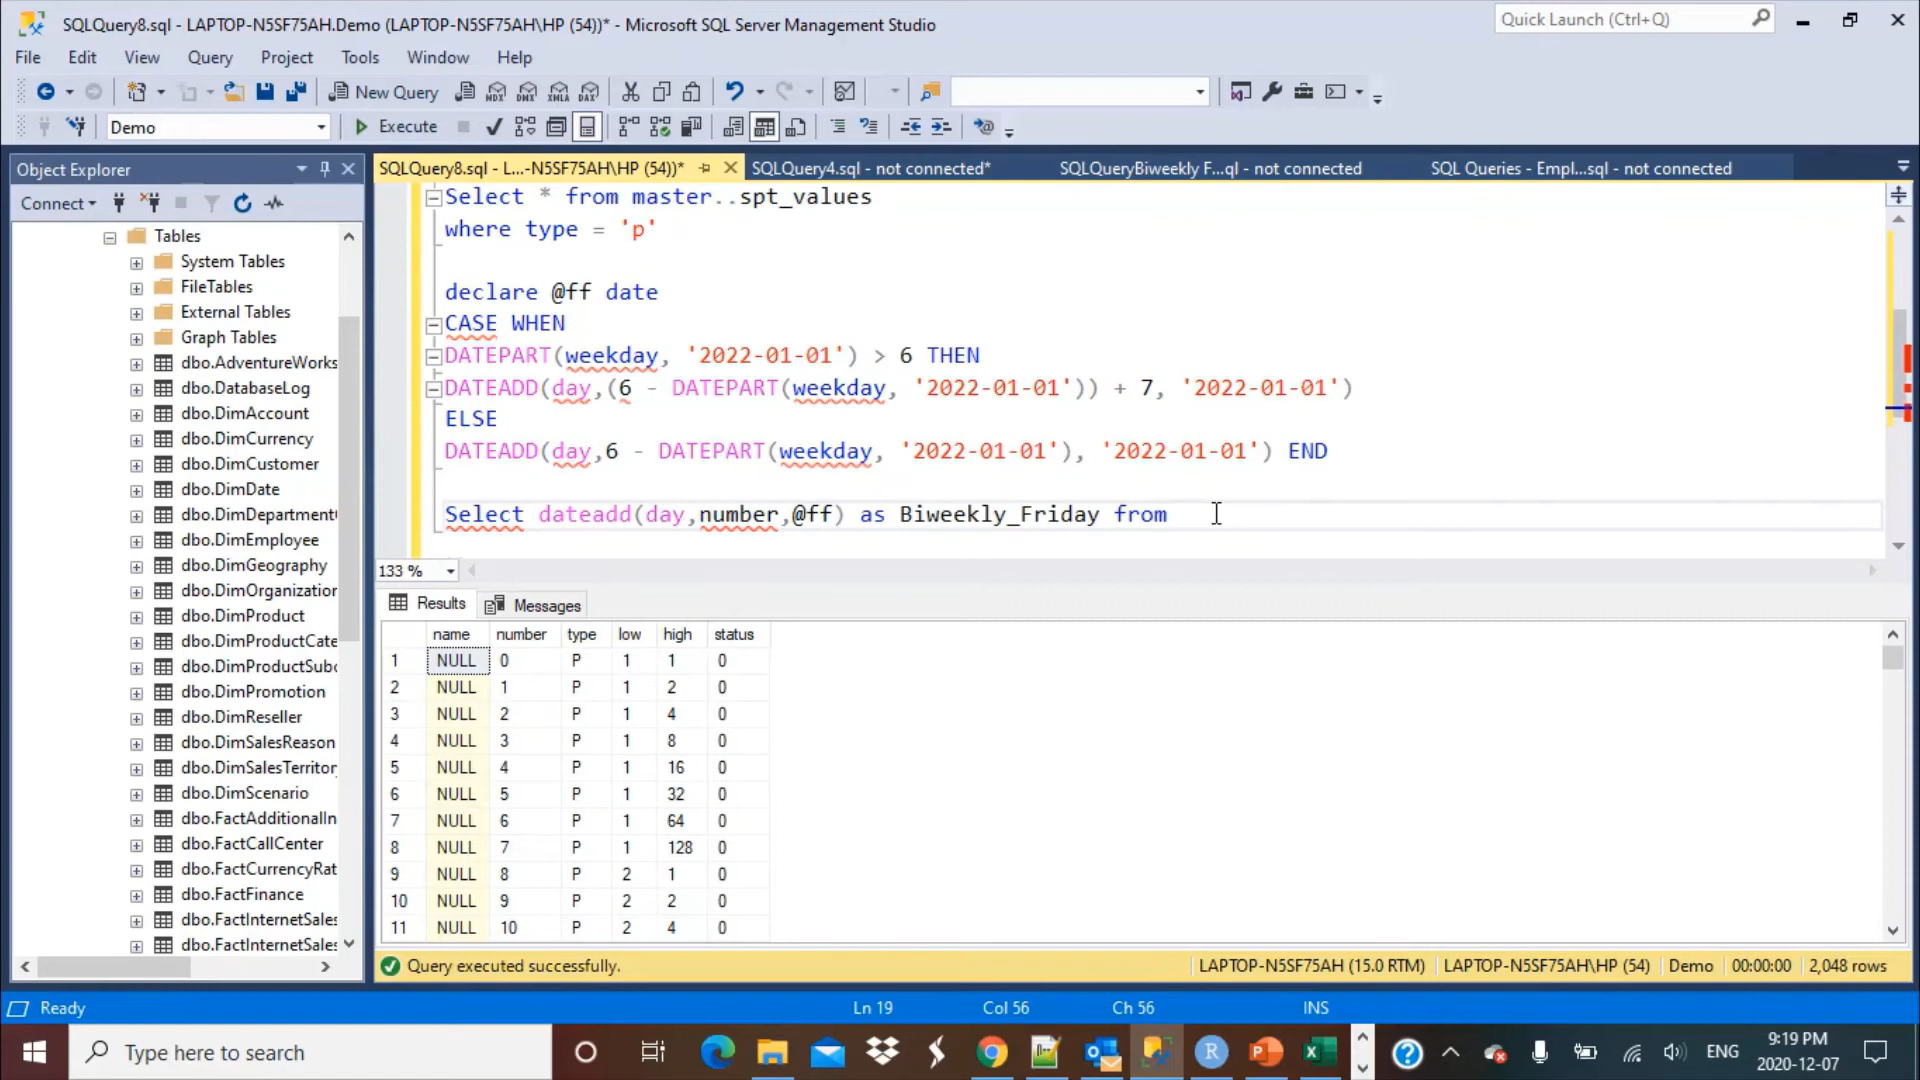 SQLQuery8.sql - LAPTOP-N5SF75AH.Demo (LAPTOP-N5SF75AH\HP (54))* - Microsoft SQL Server Management Studio
Quick Launch (Ctrl+Q)
File Edit View Query Project Tools Window Help
New Query MDX DMX XMLA DAX
Demo Execute
Object Explorer
SQLQuery8.sql - L...-N5SF75AH\HP (54))* SQLQuery4.sql - not connected* SQLQueryBiweekly F...ql - not connected SQL Queries - Empl...sql - not connected
Connect
Tables
System Tables
FileTables
External Tables
Graph Tables
dbo.AdventureWorks
dbo.DatabaseLog
dbo.DimAccount
dbo.DimCurrency
dbo.DimCustomer
dbo.DimDate
dbo.DimDepartment
dbo.DimEmployee
dbo.DimGeography
dbo.DimOrganization
dbo.DimProduct
dbo.DimProductCate
dbo.DimProductSub
dbo.DimPromotion
dbo.DimReseller
dbo.DimSalesReason
dbo.DimSalesTerritor
dbo.DimScenario
dbo.FactAdditionalIn
dbo.FactCallCenter
dbo.FactCurrencyRat
dbo.FactFinance
dbo.FactInternetSales
dbo.FactInternetSales
Select * from master..spt_values
where type = 'p'
declare @ff date
CASE WHEN
DATEPART(weekday, '2022-01-01') > 6 THEN
DATEADD(day,(6 - DATEPART(weekday, '2022-01-01')) + 7, '2022-01-01')
ELSE
DATEADD(day,6 - DATEPART(weekday, '2022-01-01'), '2022-01-01') END
Select dateadd(day,number,@ff) as Biweekly_Friday from
133 %
Results Messages
name number type low high status
1 NULL 0 P 1 1 0
2 NULL 1 P 1 2 0
3 NULL 2 P 1 4 0
4 NULL 3 P 1 8 0
5 NULL 4 P 1 16 0
6 NULL 5 P 1 32 0
7 NULL 6 P 1 64 0
8 NULL 7 P 1 128 0
9 NULL 8 P 2 1 0
10 NULL 9 P 2 2 0
11 NULL 10 P 2 4 0
Query executed successfully. LAPTOP-N5SF75AH (15.0 RTM) LAPTOP-N5SF75AH\HP (54) Demo 00:00:00 2,048 rows
Ready Ln 19 Col 56 Ch 56 INS
Type here to search
ENG
9:19 PM
2020-12-07